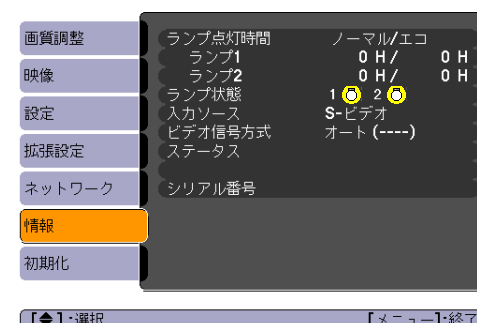 画質調整
映像
設定
拡張設定
ネットワーク
情報
初期化
ランプ点灯時間 ノーマル/エコ
ランプ1 0 H / 0 H
ランプ2 0 H / 0 H
ランプ状態 1 2
入力ソース S-ビデオ
ビデオ信号方式 オート (----)
ステータス
シリアル番号
【◆】:選択 【メニュー】:終了